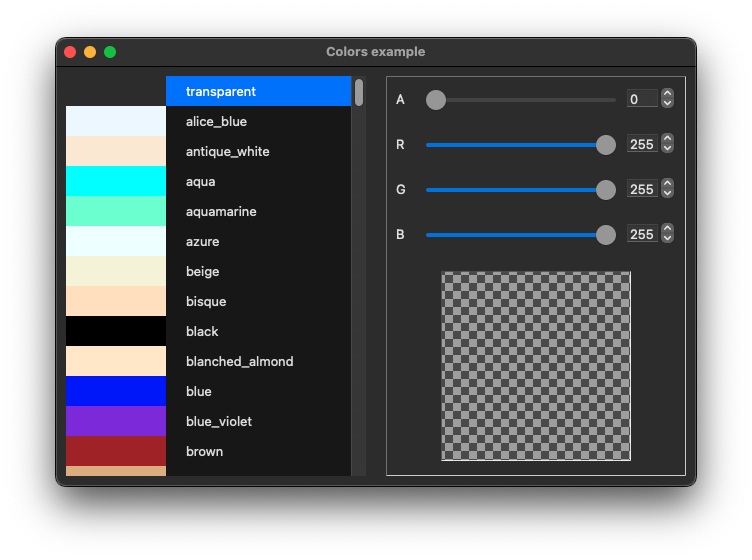 Colors example
transparent
alice_blue
antique_white
aqua
aquamarine
azure
beige
bisque
black
blanched_almond
blue
blue_violet
brown
A 0
R 255
G 255
B 255